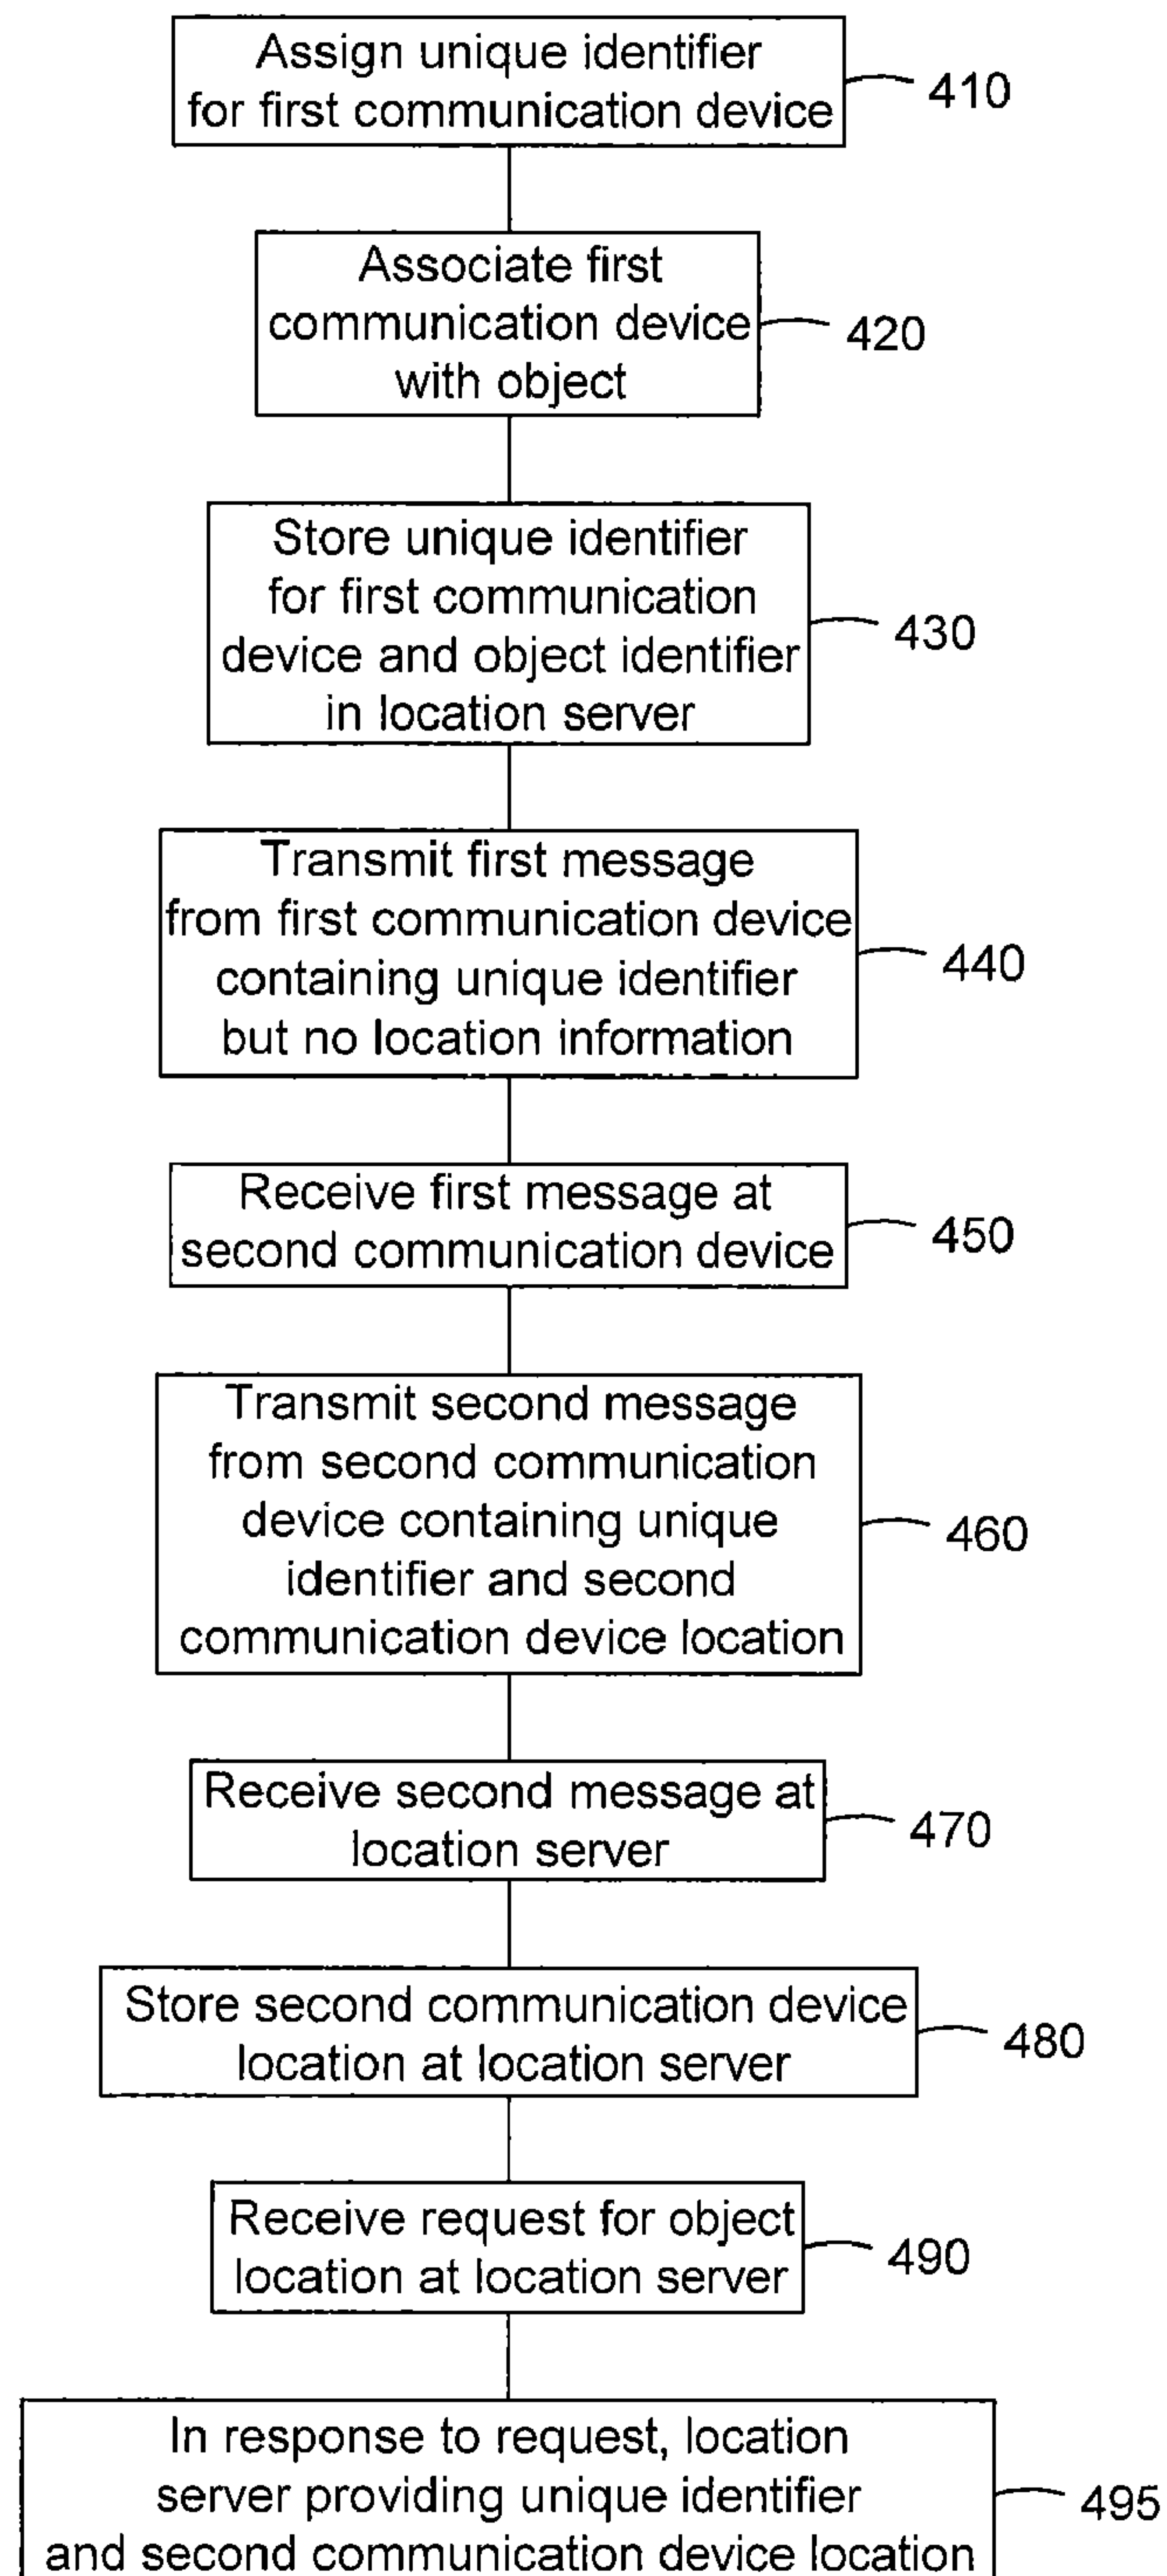 Assign unique identifier
for first communication device
410
Associate first
communication device
with object
420
Store unique identifier
for first communication
device and object identifier
in location server
430
Transmit first message
from first communication device
containing unique identifier
but no location information
440
Receive first message at
second communication device
450
Transmit second message
from second communication
device containing unique
identifier and second
communication device location
460
Receive second message at
location server
470
Store second communication device
location at location server
480
Receive request for object
location at location server
490
In response to request, location
server providing unique identifier
and second communication device location
495